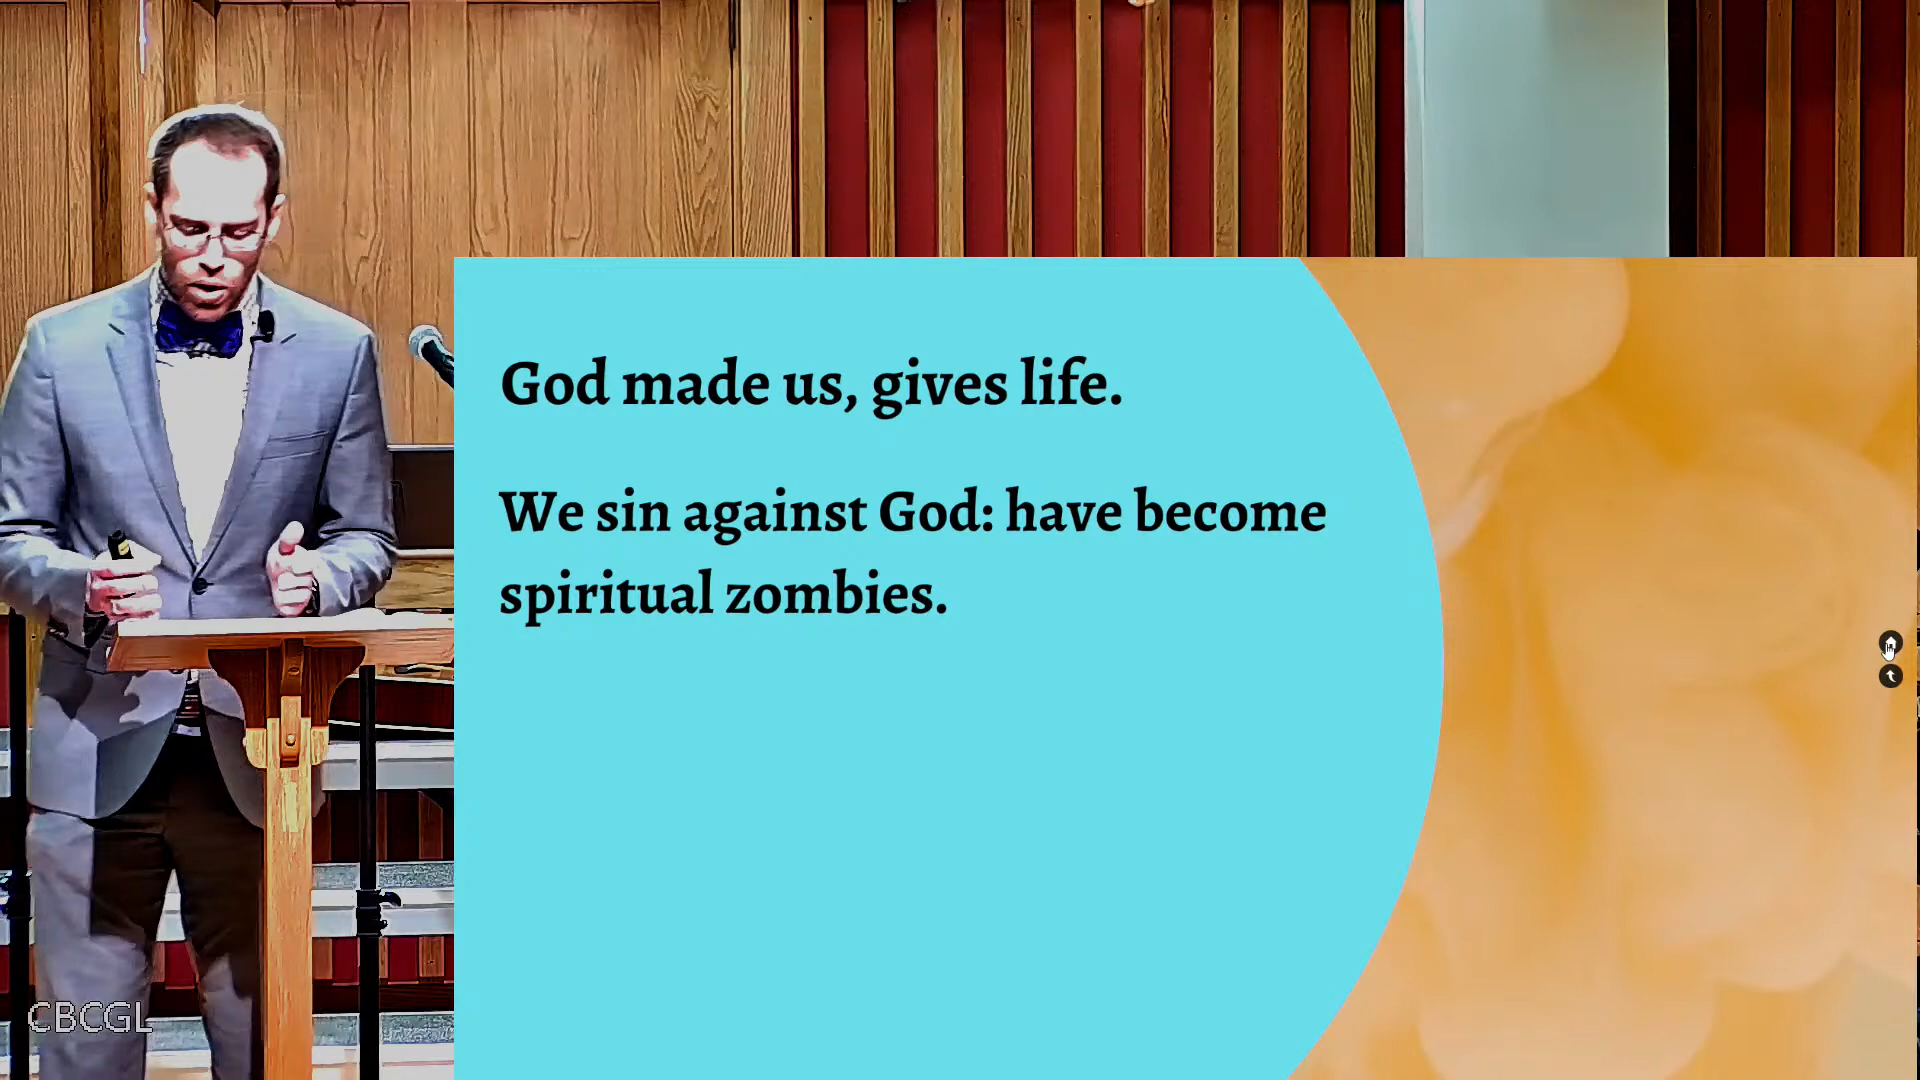 God made us, gives life.
We sin against God: have become
spiritual zombies.
CBCGL